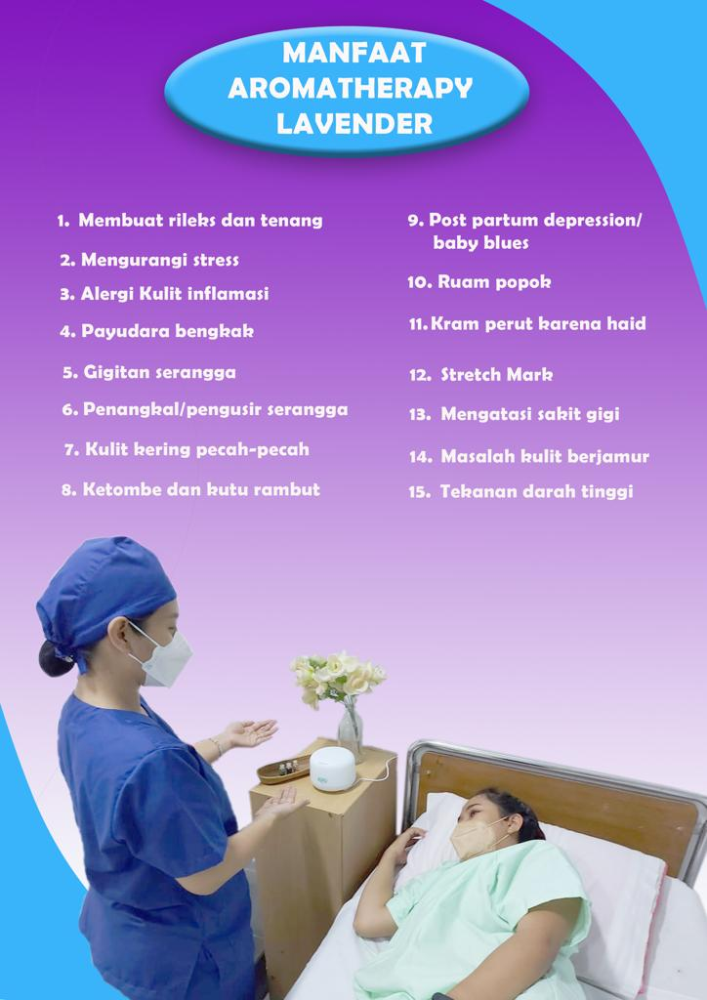 MANFAAT
AROMATHERAPY
LAVENDER
1. Membuat rileks dan tenang
2. Mengurangi stress
3. Alergi Kulit inflamasi
4. Payudara bengkak
5. Gigitan serangga
6. Penangkal/pengusir serangga
7. Kulit kering pecah-pecah
8. Ketombe dan kutu rambut
9. Post partum depression/
baby blues
10. Ruam popok
11. Kram perut karena haid
12. Stretch Mark
13. Mengatasi sakit gigi
14. Masalah kulit berjamur
15. Tekanan darah tinggi